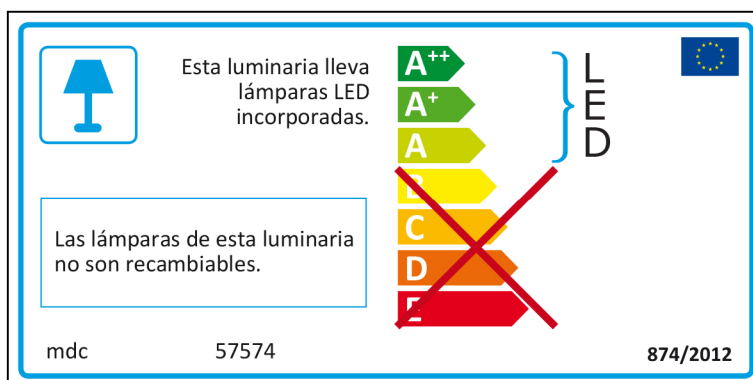 Esta luminaria lleva
lámparas LED
incorporadas.
A++
A+
A
B
C
D
E
L
E
D
Las lámparas de esta luminaria
no son recambiables.
mdc 57574
874/2012